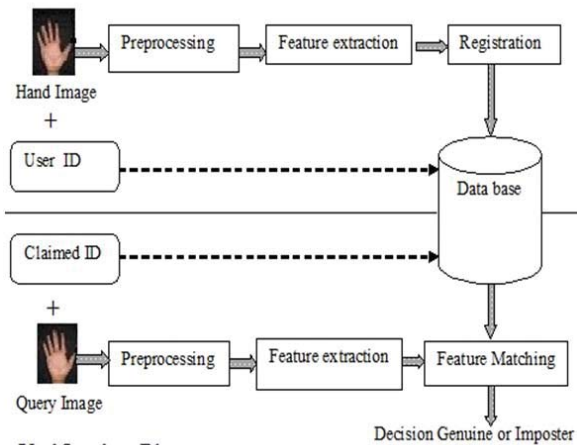 Preprocessing
Feature extraction
Registration
Hand Image
+
User ID
Data base
Claimed ID
+
Preprocessing
Feature extraction
Feature Matching
Query Image
Decision Genuine or Imposter